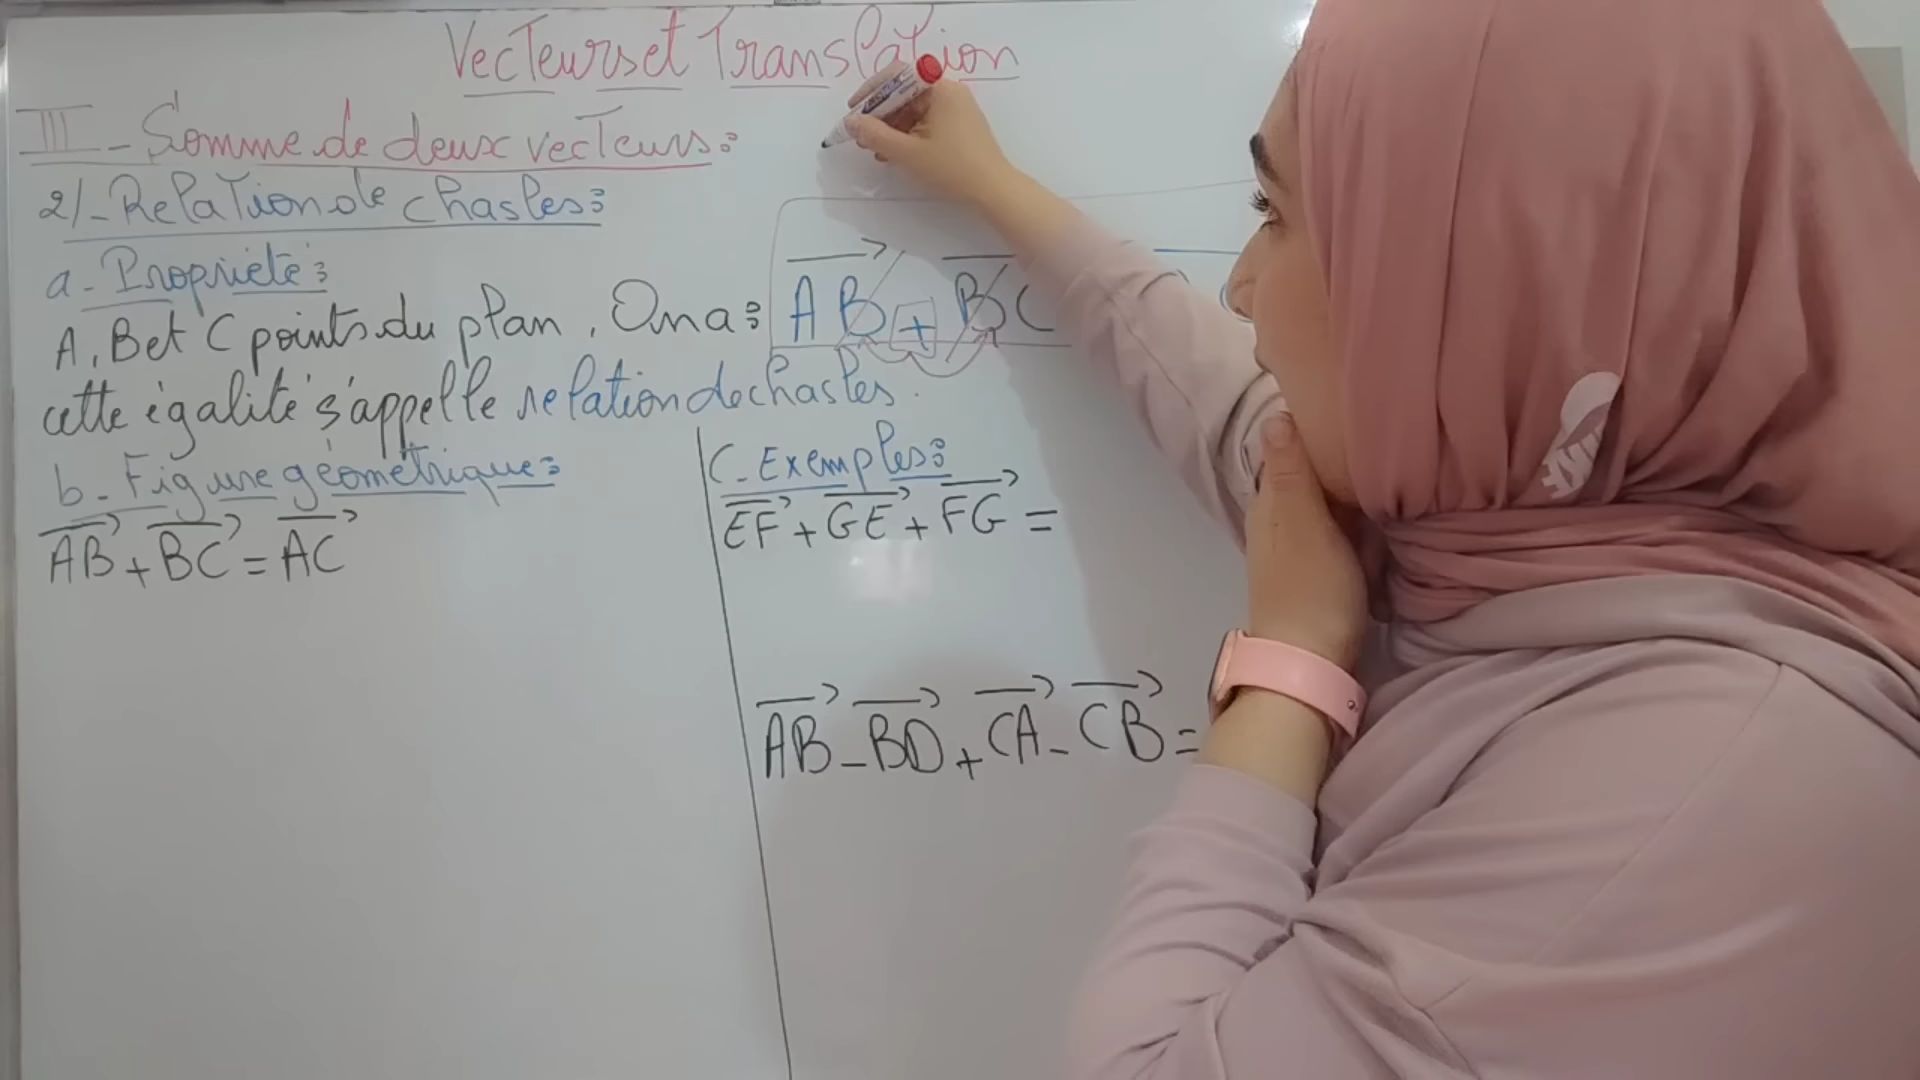 Vecteurs et Translation
III - Somme de deux vecteurs:
2/- Relation de chasles:
a - Propriété:
A, B et C points du plan, On a: AB + BC
cette égalité s'appelle relation de chasles.
b - Figure géométrique:
AB + BC = AC
C - Exemples:
EF + GE + FG =
AB - BD + CA - CB =